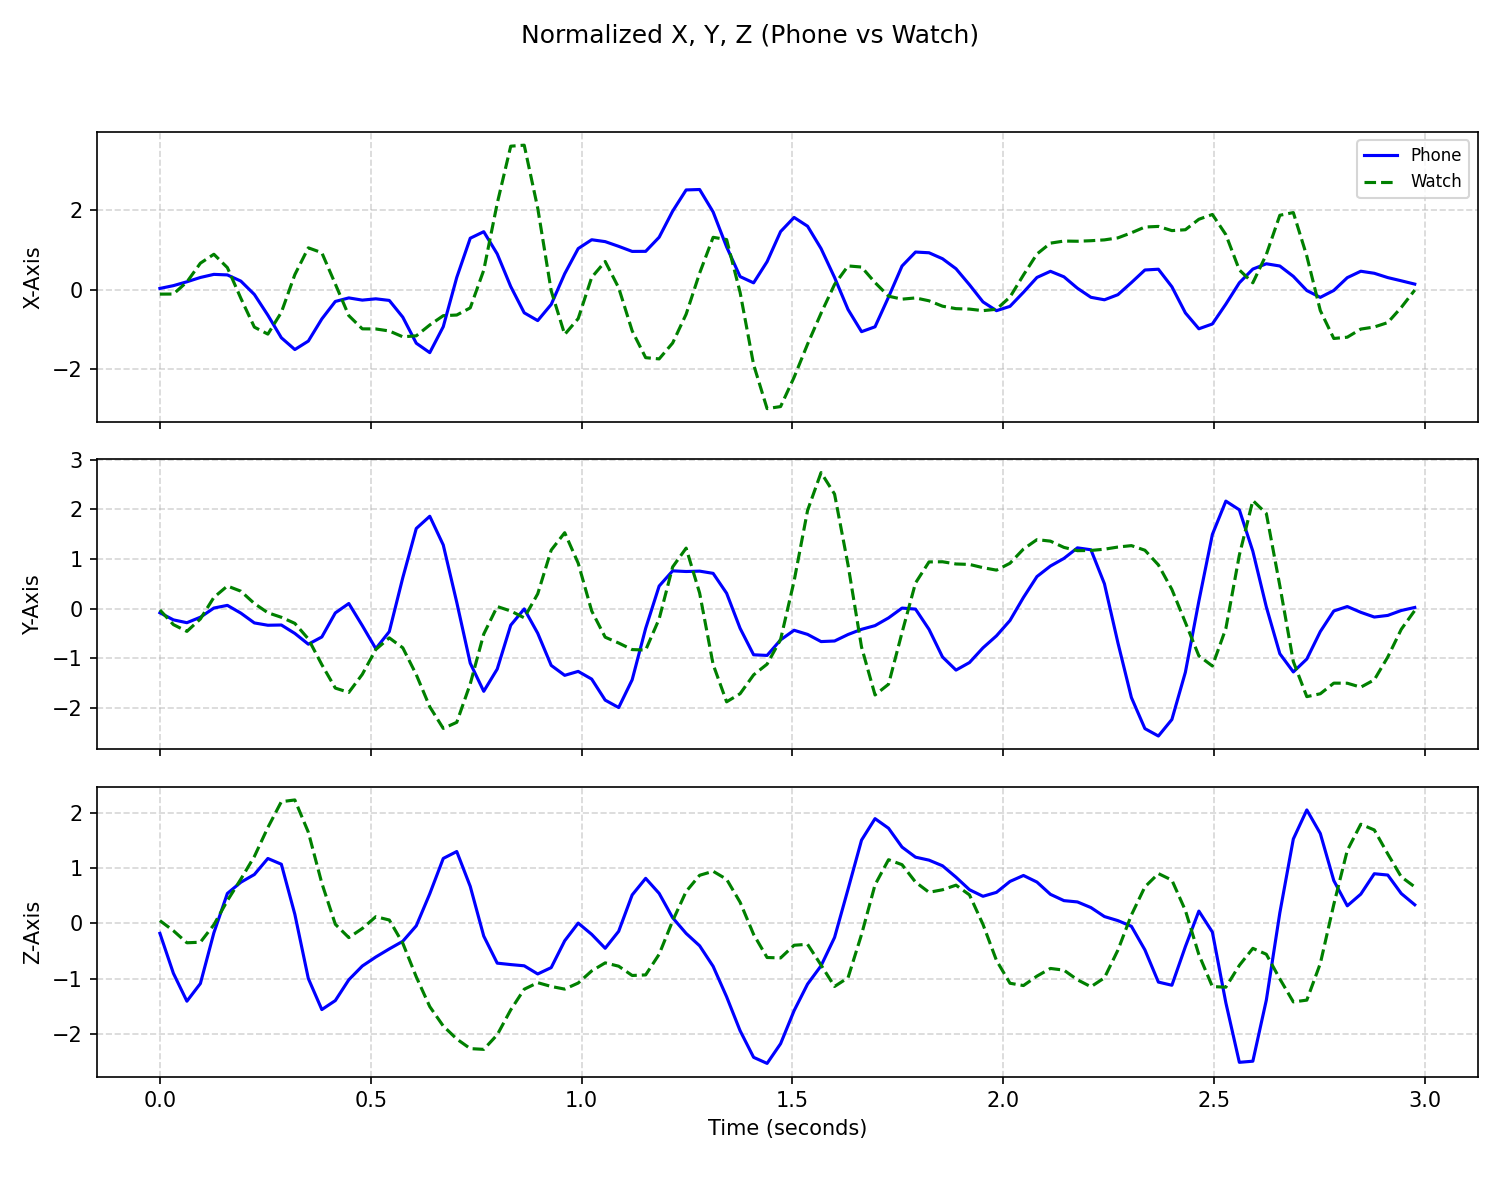 Normalized X, Y, Z (Phone vs Watch)
Phone
Watch
X-Axis
2
0
−2
Y-Axis
3
2
1
0
−1
−2
Z-Axis
2
1
0
−1
−2
0.0 0.5 1.0 1.5 2.0 2.5 3.0
Time (seconds)